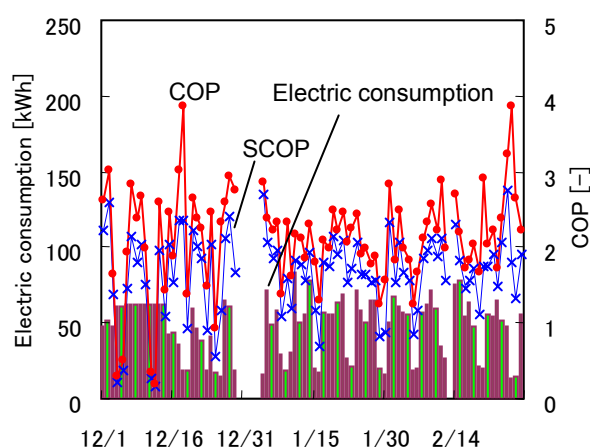 250
200
150
100
50
0
Electric consumption [kWh]
COP
SCOP
Electric consumption
5
4
3
2
1
0
COP [−]
12/1 12/16 12/31 1/15 1/30 2/14